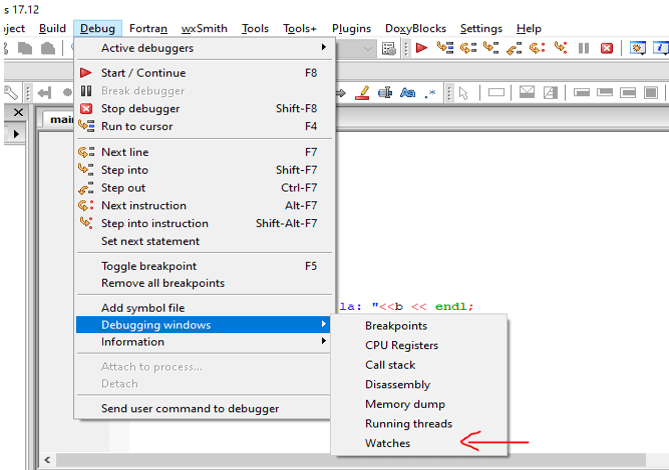 s 17.12
oject Build Debug Fortran wxSmith Tools Tools+ Plugins DoxyBlocks Settings Help
Active debuggers
Start / Continue F8
Break debugger
Stop debugger Shift-F8
Run to cursor F4
Next line F7
Step into Shift-F7
Step out Ctrl-F7
Next instruction Alt-F7
Step into instruction Shift-Alt-F7
Set next statement
Toggle breakpoint F5
Remove all breakpoints
Add symbol file
Debugging windows
Information
Attach to process...
Detach
Send user command to debugger
Breakpoints
CPU Registers
Call stack
Disassembly
Memory dump
Running threads
Watches
main
la: "<<b << endl;